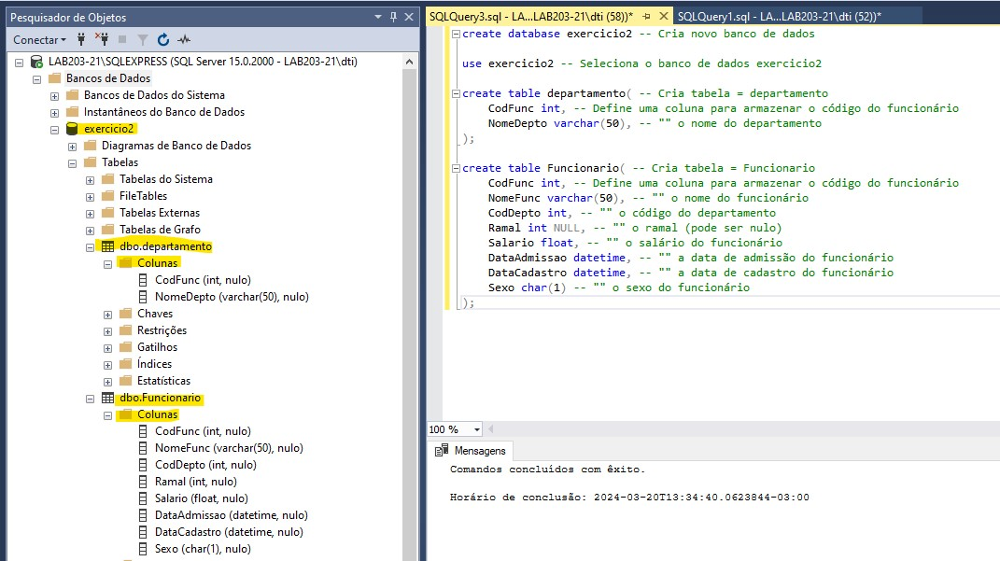 Pesquisador de Objetos
Conectar
LAB203-21\SQLEXPRESS (SQL Server 15.0.2000 - LAB203-21\dti)
Bancos de Dados
Bancos de Dados do Sistema
Instantâneos do Banco de Dados
exercicio2
Diagramas de Banco de Dados
Tabelas
Tabelas do Sistema
FileTables
Tabelas Externas
Tabelas de Grafo
dbo.departamento
Colunas
CodFunc (int, nulo)
NomeDepto (varchar(50), nulo)
Chaves
Restrições
Gatilhos
Índices
Estatísticas
dbo.Funcionario
Colunas
CodFunc (int, nulo)
NomeFunc (varchar(50), nulo)
CodDepto (int, nulo)
Ramal (int, nulo)
Salario (float, nulo)
DataAdmissao (datetime, nulo)
DataCadastro (datetime, nulo)
Sexo (char(1), nulo)
SQLQuery3.sql - LA...LAB203-21\dti (58))* SQLQuery1.sql - LA...LAB203-21\dti (52))*
create database exercicio2 -- Cria novo banco de dados
use exercicio2 -- Seleciona o banco de dados exercicio2
create table departamento( -- Cria tabela = departamento
CodFunc int, -- Define uma coluna para armazenar o código do funcionário
NomeDepto varchar(50), -- "" o nome do departamento
);
create table Funcionario( -- Cria tabela = Funcionario
CodFunc int, -- Define uma coluna para armazenar o código do funcionário
NomeFunc varchar(50), -- "" o nome do funcionário
CodDepto int, -- "" o código do departamento
Ramal int NULL, -- "" o ramal (pode ser nulo)
Salario float, -- "" o salário do funcionário
DataAdmissao datetime, -- "" a data de admissão do funcionário
DataCadastro datetime, -- "" a data de cadastro do funcionário
Sexo char(1) -- "" o sexo do funcionário
);
100 %
Mensagens
Comandos concluídos com êxito.
Horário de conclusão: 2024-03-20T13:34:40.0623844-03:00